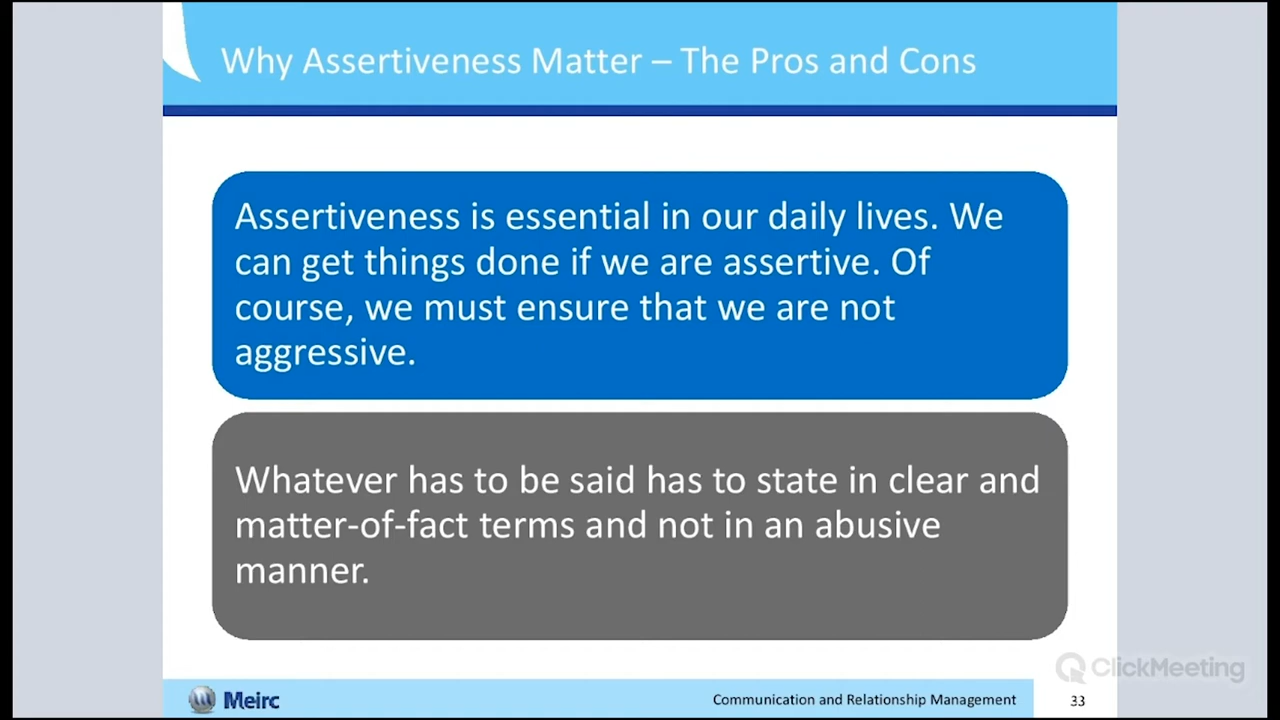 Why Assertiveness Matter – The Pros and Cons
Assertiveness is essential in our daily lives. We
can get things done if we are assertive. Of
course, we must ensure that we are not
aggressive.
Whatever has to be said has to state in clear and
matter-of-fact terms and not in an abusive
manner.
ClickMeeting
Meirc
Communication and Relationship Management
33